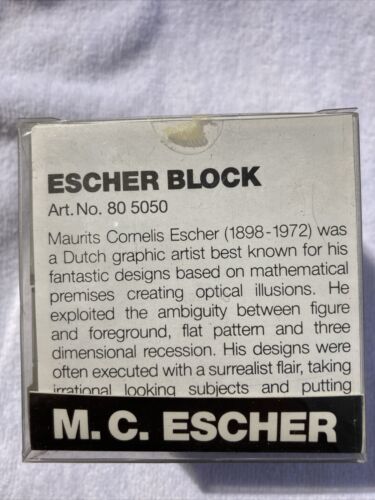 ESCHER BLOCK
Art. No. 80 5050
Maurits Cornelis Escher (1898-1972) was
a Dutch graphic artist best known for his
fantastic designs based on mathematical
premises creating optical illusions. He
exploited the ambiguity between figure
and foreground, flat pattern and three
dimensional recession. His designs were
often executed with a surrealist flair, taking
irrational looking subjects and putting
M. C. ESCHER